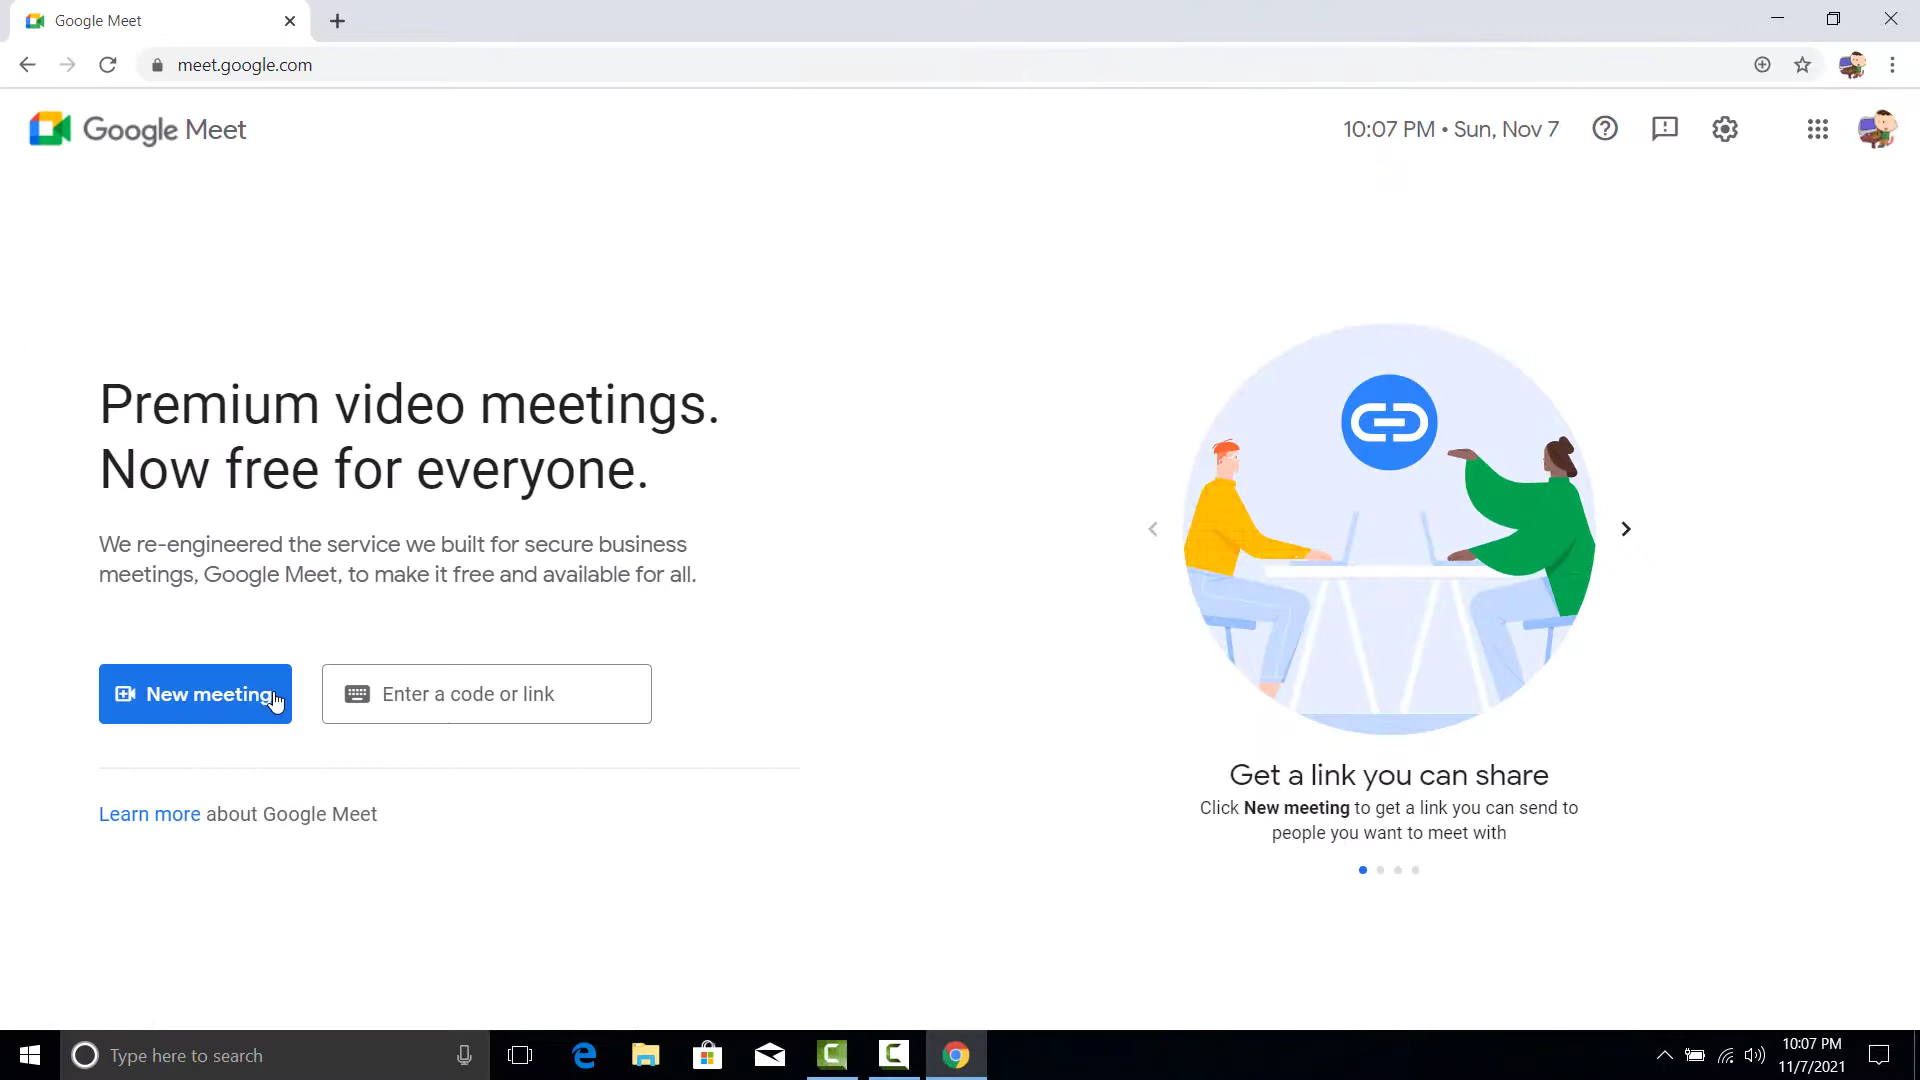 Google Meet
meet.google.com
Google Meet
10:07 PM • Sun, Nov 7
Premium video meetings.
Now free for everyone.
We re-engineered the service we built for secure business
meetings, Google Meet, to make it free and available for all.
New meeting
Enter a code or link
Learn more about Google Meet
Get a link you can share
Click New meeting to get a link you can send to
people you want to meet with
Type here to search
10:07 PM
11/7/2021